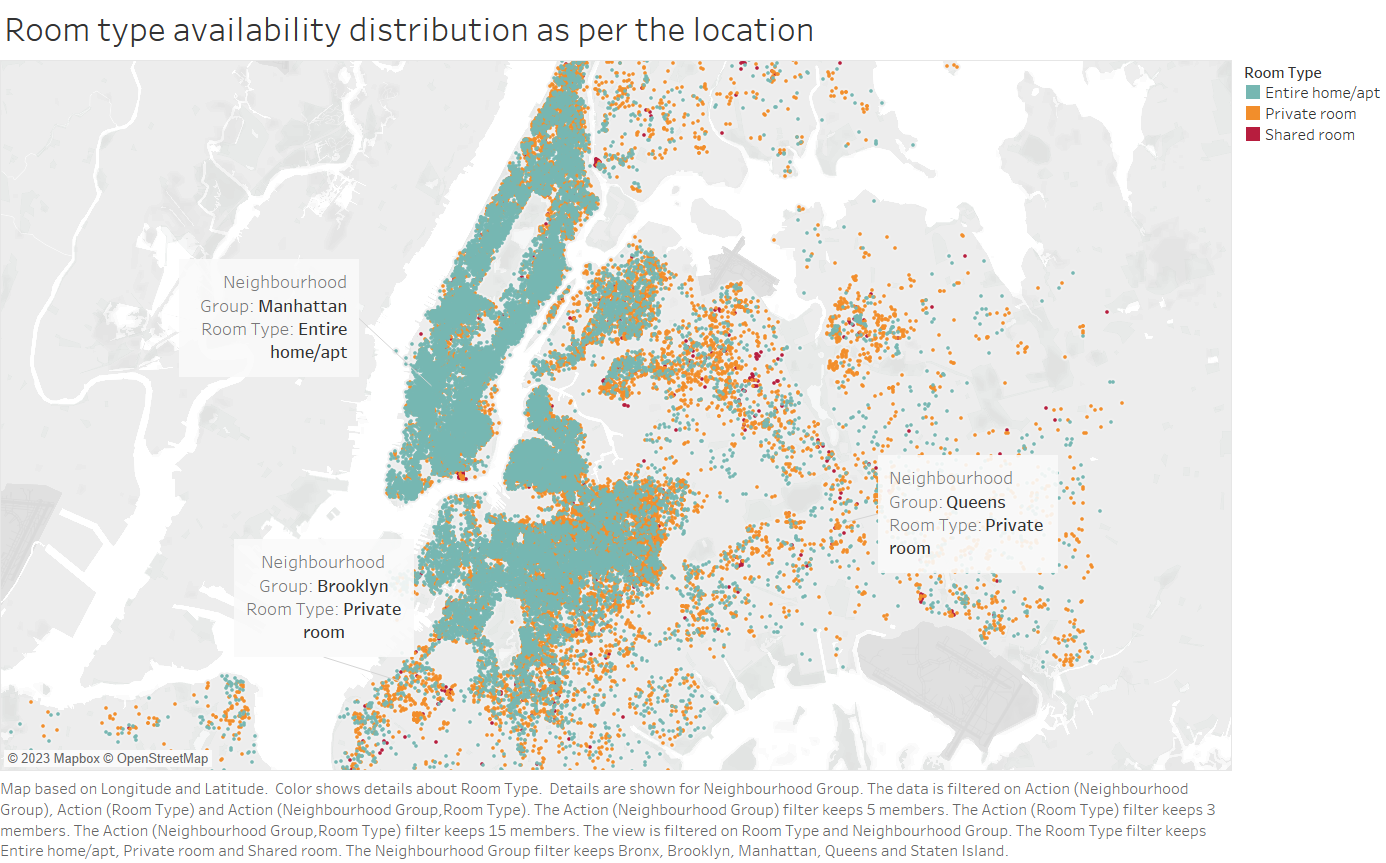 Room type availability distribution as per the location
Room Type
Entire home/apt
Private room
Shared room
Neighbourhood
Group: Manhattan
Room Type: Entire
home/apt
Neighbourhood
Group: Queens
Room Type: Private
room
Neighbourhood
Group: Brooklyn
Room Type: Private
room
© 2023 Mapbox © OpenStreetMap
Map based on Longitude and Latitude.  Color shows details about Room Type.  Details are shown for Neighbourhood Group. The data is filtered on Action (Neighbourhood
Group), Action (Room Type) and Action (Neighbourhood Group,Room Type). The Action (Neighbourhood Group) filter keeps 5 members. The Action (Room Type) filter keeps 3
members. The Action (Neighbourhood Group,Room Type) filter keeps 15 members. The view is filtered on Room Type and Neighbourhood Group. The Room Type filter keeps
Entire home/apt, Private room and Shared room. The Neighbourhood Group filter keeps Bronx, Brooklyn, Manhattan, Queens and Staten Island.